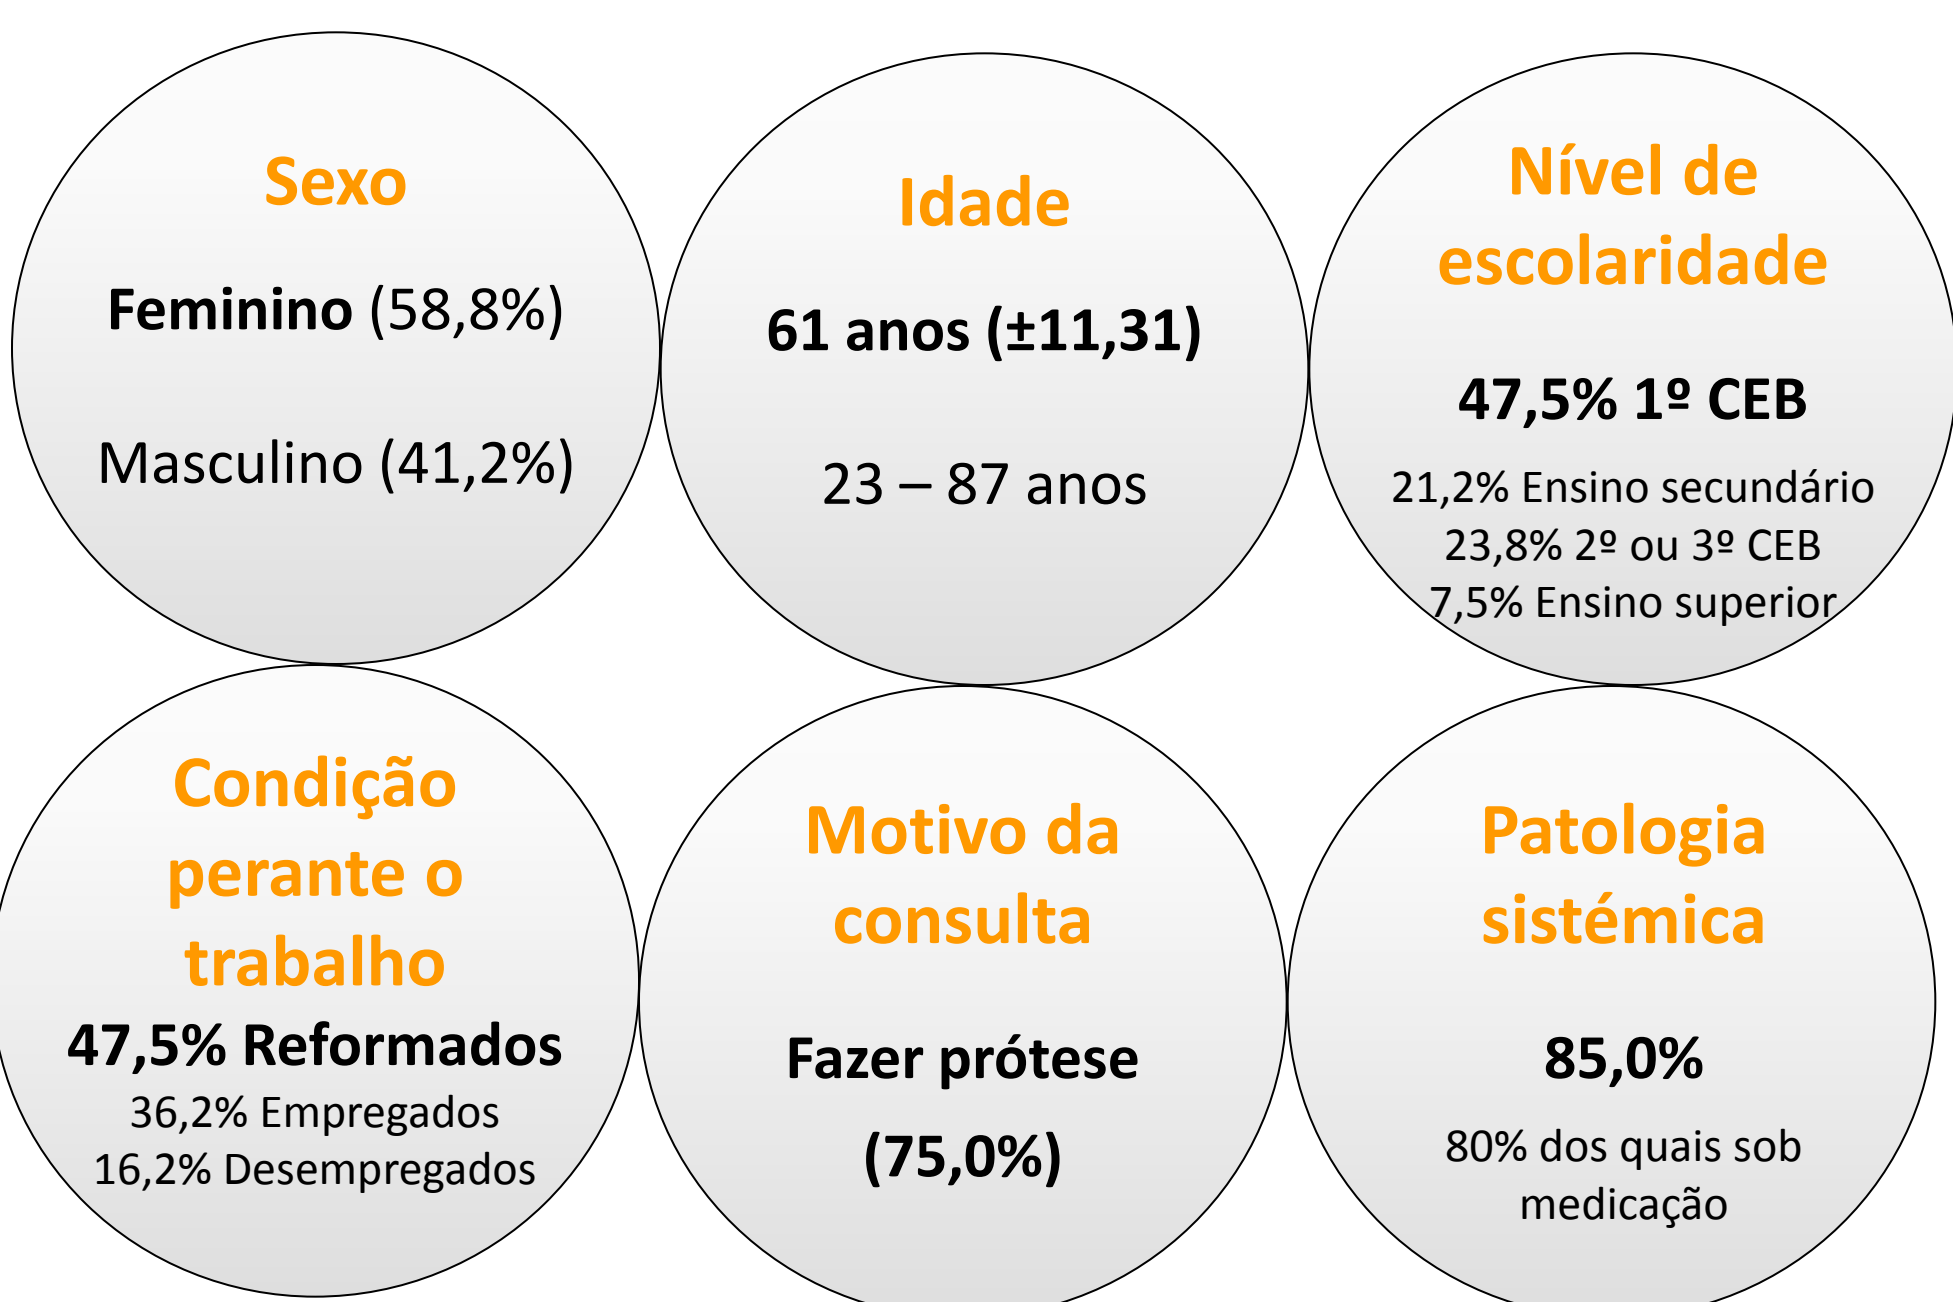 Sexo
Feminino (58,8%)
Masculino (41,2%)
Idade
61 anos (±11,31)
23 – 87 anos
Nível de
escolaridade
47,5% 1º CEB
21,2% Ensino secundário
23,8% 2º ou 3º CEB
7,5% Ensino superior
Condição
perante o
trabalho
47,5% Reformados
36,2% Empregados
16,2% Desempregados
Motivo da
consulta
Fazer prótese
(75,0%)
Patologia
sistémica
85,0%
80% dos quais sob
medicação